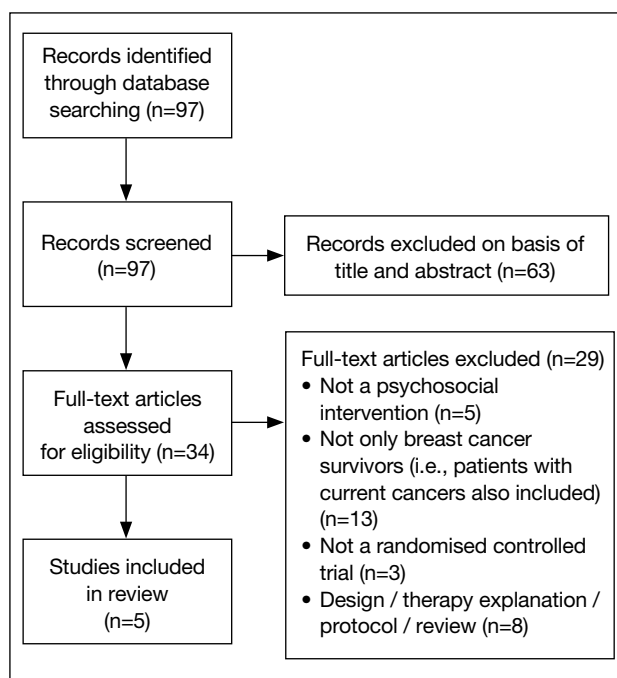 Records identified
through database
searching (n=97)
Records screened
(n=97)
Records excluded on basis of
title and abstract (n=63)
Full-text articles
assessed
for eligibility (n=34)
Full-text articles excluded (n=29)
• Not a psychosocial
intervention (n=5)
• Not only breast cancer
survivors (i.e., patients with
current cancers also included)
(n=13)
• Not a randomised controlled
trial (n=3)
• Design / therapy explanation /
protocol / review (n=8)
Studies included
in review
(n=5)